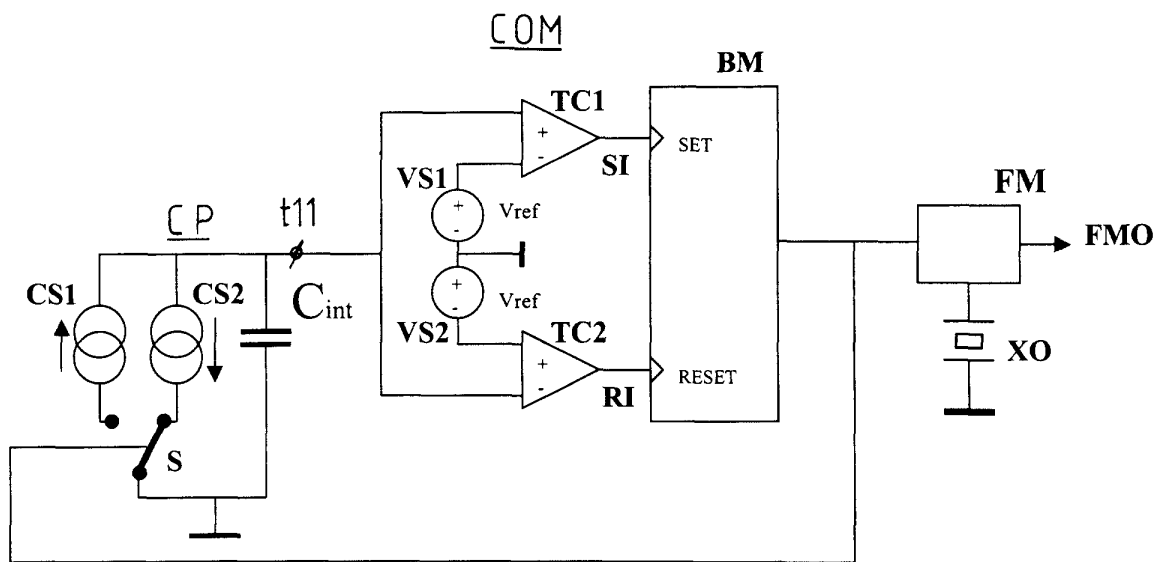 COM
BM
TC1
+
-
SI
SET
VS1
+
-
Vref
FM
FMO
CP
t11
CS1
CS2
Cint
+
-
Vref
VS2
TC2
+
-
RI
RESET
XO
S